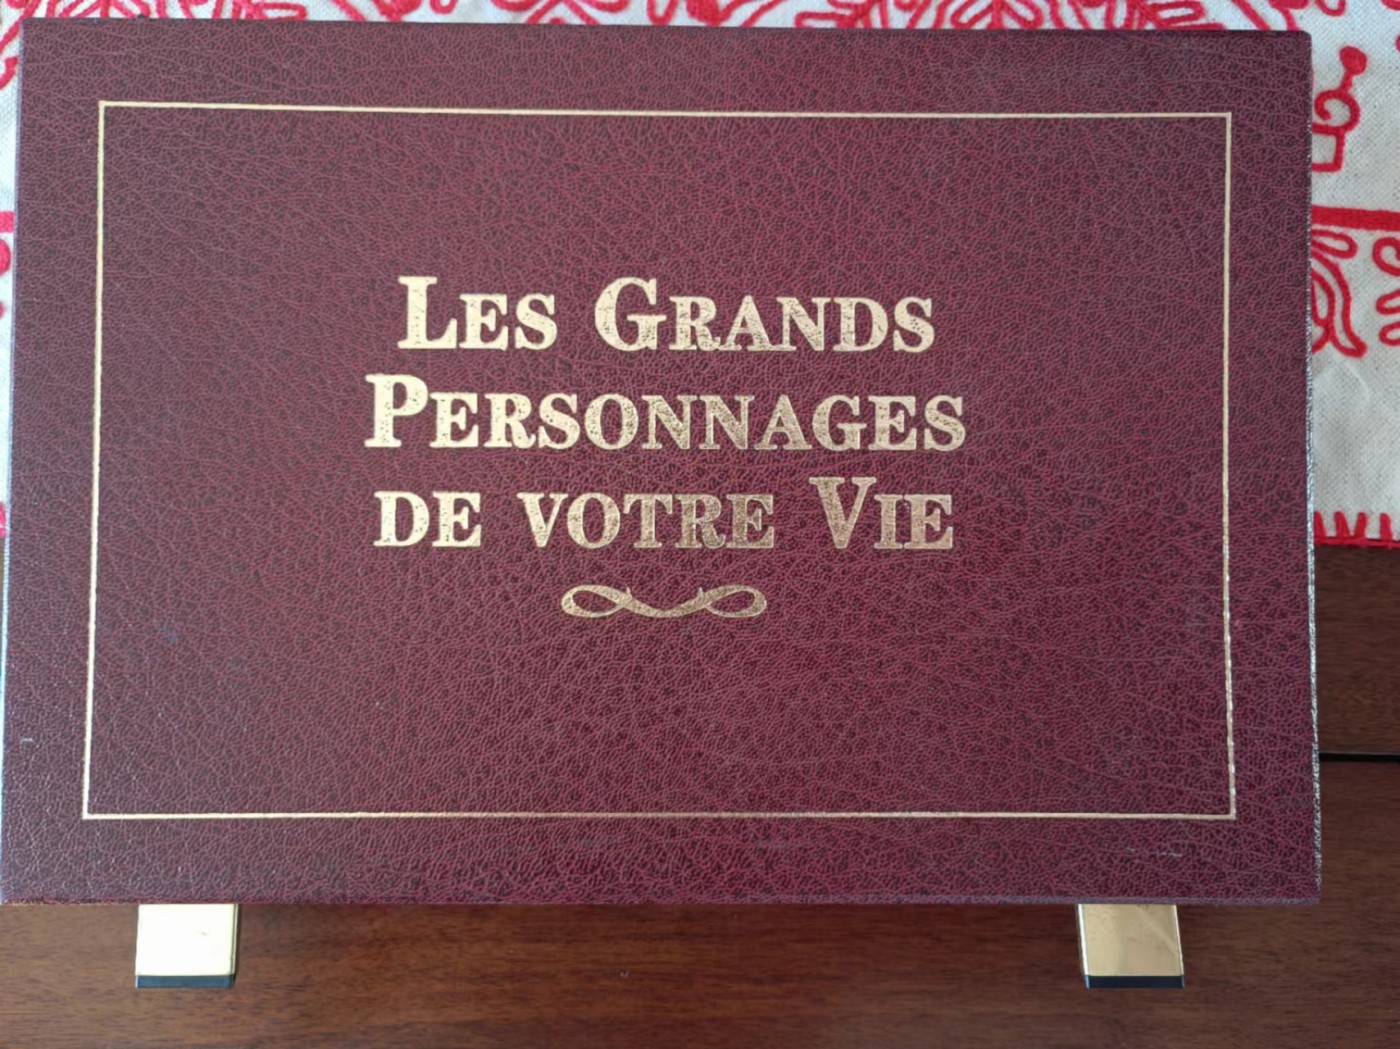 Les Grands
Personnages
de votre Vie